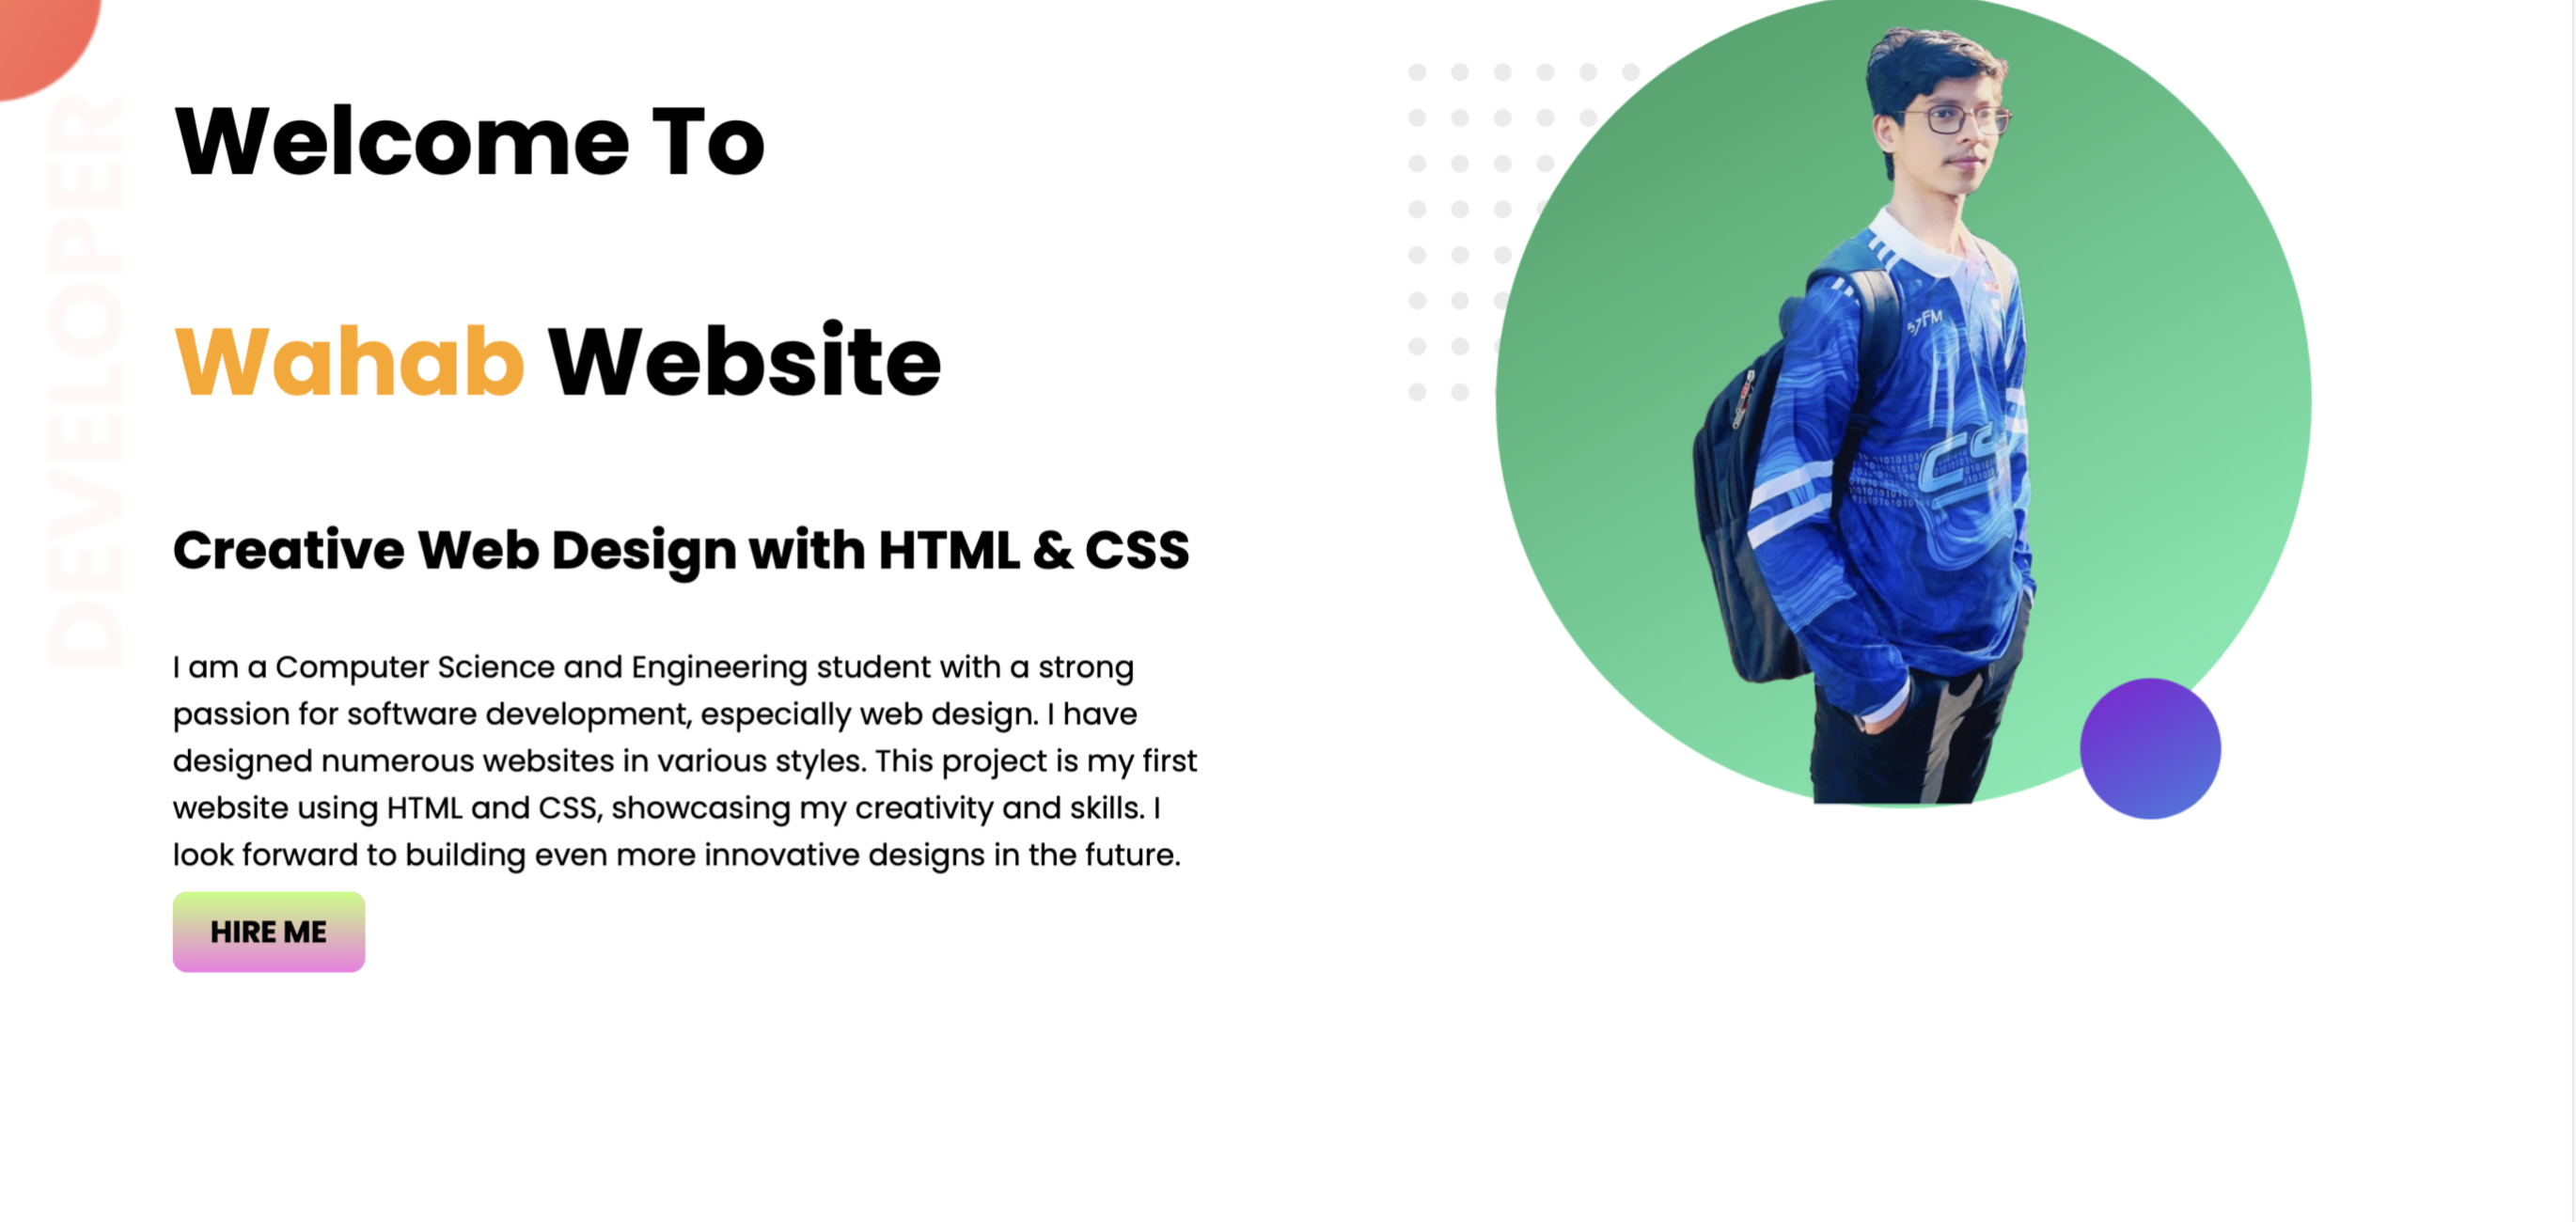 DEVELOPER
Welcome To
Wahab Website
Creative Web Design with HTML & CSS
I am a Computer Science and Engineering student with a strong
passion for software development, especially web design. I have
designed numerous websites in various styles. This project is my first
website using HTML and CSS, showcasing my creativity and skills. I
look forward to building even more innovative designs in the future.
HIRE ME